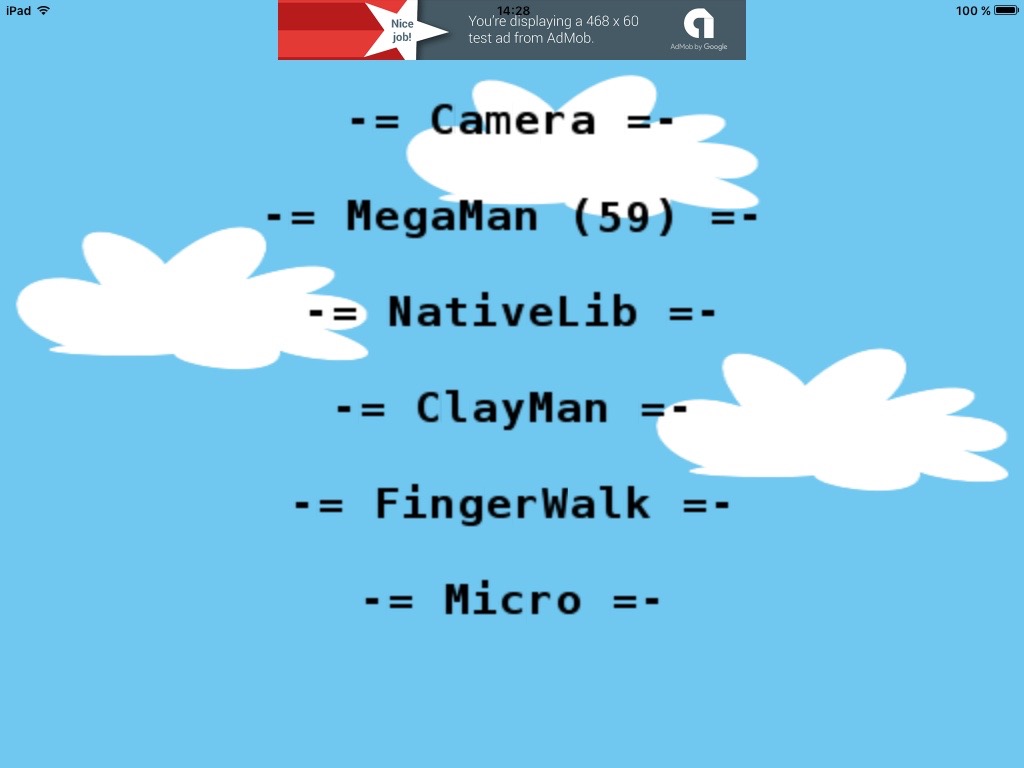 iPad 14:28 100 %
Nice
job!
You're displaying a 468 x 60
test ad from AdMob.
AdMob by Google
-= Camera =-
-= MegaMan (59) =-
-= NativeLib =-
-= ClayMan =-
-= FingerWalk =-
-= Micro =-